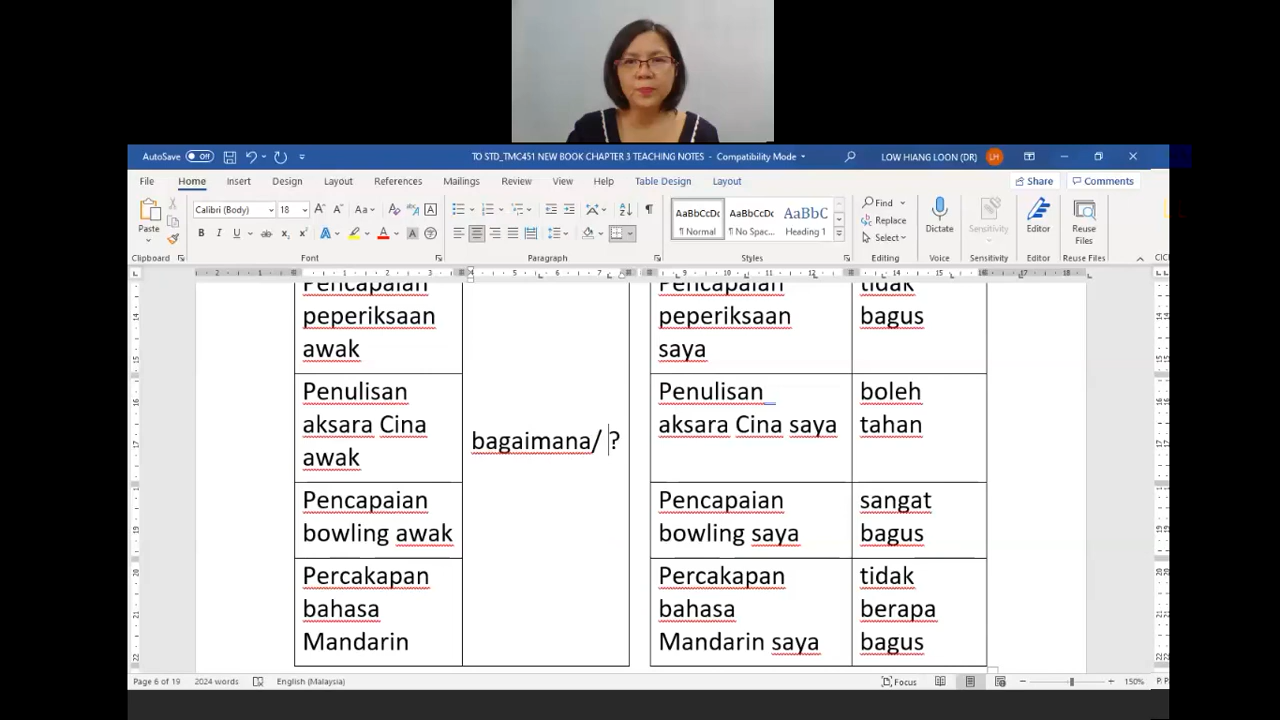 AutoSave Off
TO STD_TMC451 NEW BOOK CHAPTER 3 TEACHING NOTES - Compatibility Mode
LOW HIANG LOON (DR) LH
File Home Insert Design Layout References Mailings Review View Help Table Design Layout
Share Comments
Paste
Calibri (Body) 18
AaBbCcDc AaBbCcDc AaBbC
¶ Normal ¶ No Spac... Heading 1
Find
Replace
Select
Dictate
Sensitivity
Editor
Reuse
Files
Clipboard Font Paragraph Styles Editing Voice Sensitivity Editor Reuse Files
Pencapaian
peperiksaan
awak
Penulisan
aksara Cina
awak
Pencapaian
bowling awak
Percakapan
bahasa
Mandarin
bagaimana/ ?
Pencapaian
peperiksaan
saya
Penulisan
aksara Cina saya
Pencapaian
bowling saya
Percakapan
bahasa
Mandarin saya
tidak
bagus
boleh
tahan
sangat
bagus
tidak
berapa
bagus
Page 6 of 19 2024 words English (Malaysia) Focus 150%